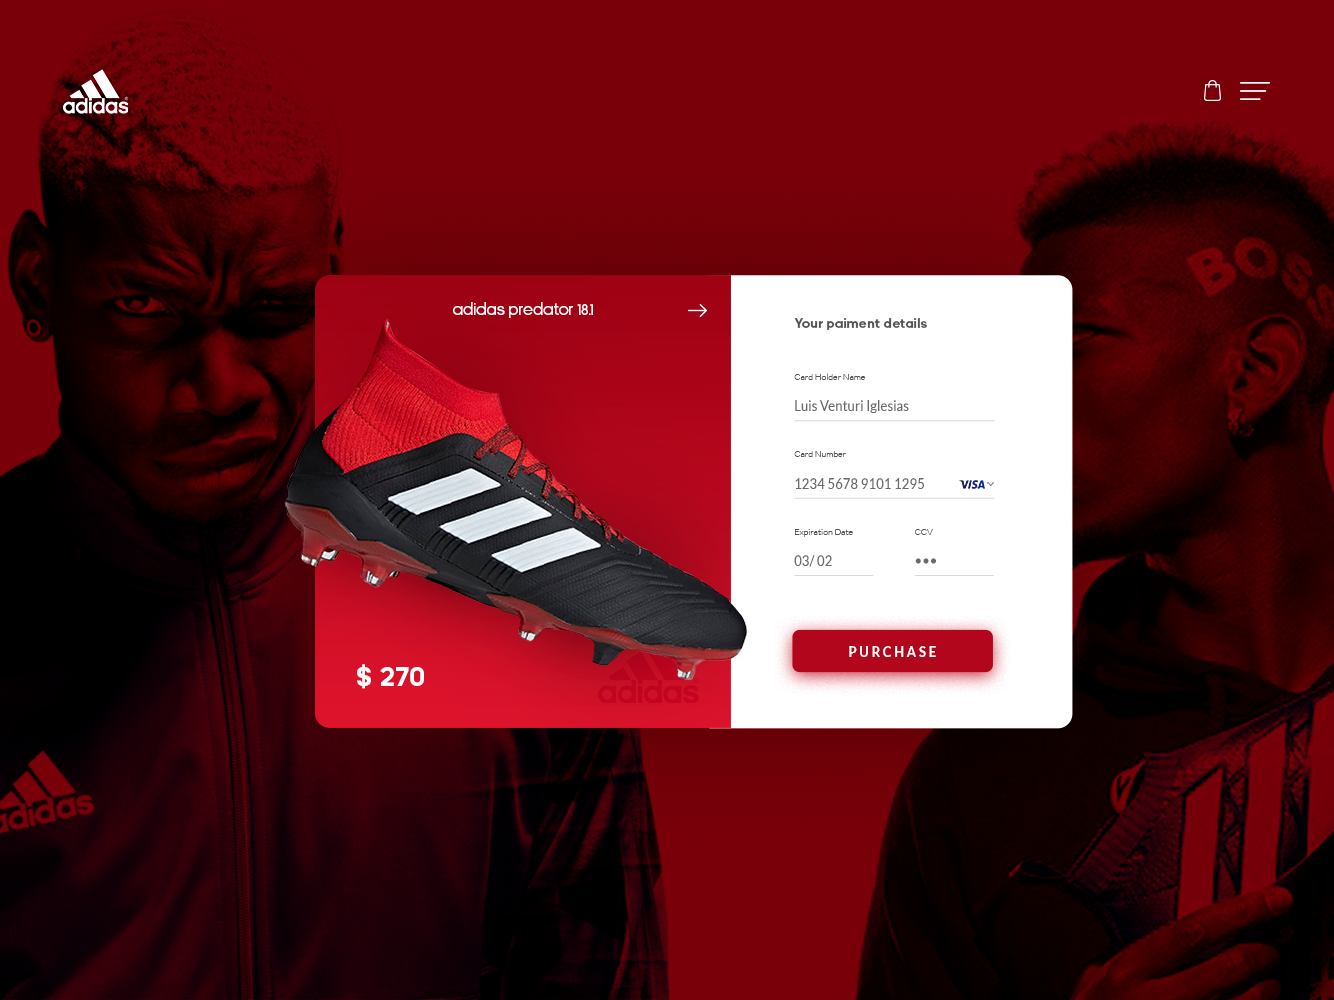 adidas
BOSS
adidas predator 18.1
Your paiment details
Card Holder Name
Luis Venturi Iglesias
Card Number
1234 5678 9101 1295
VISA
Expiration Date
CCV
03/ 02
PURCHASE
$ 270
adidas
adidas